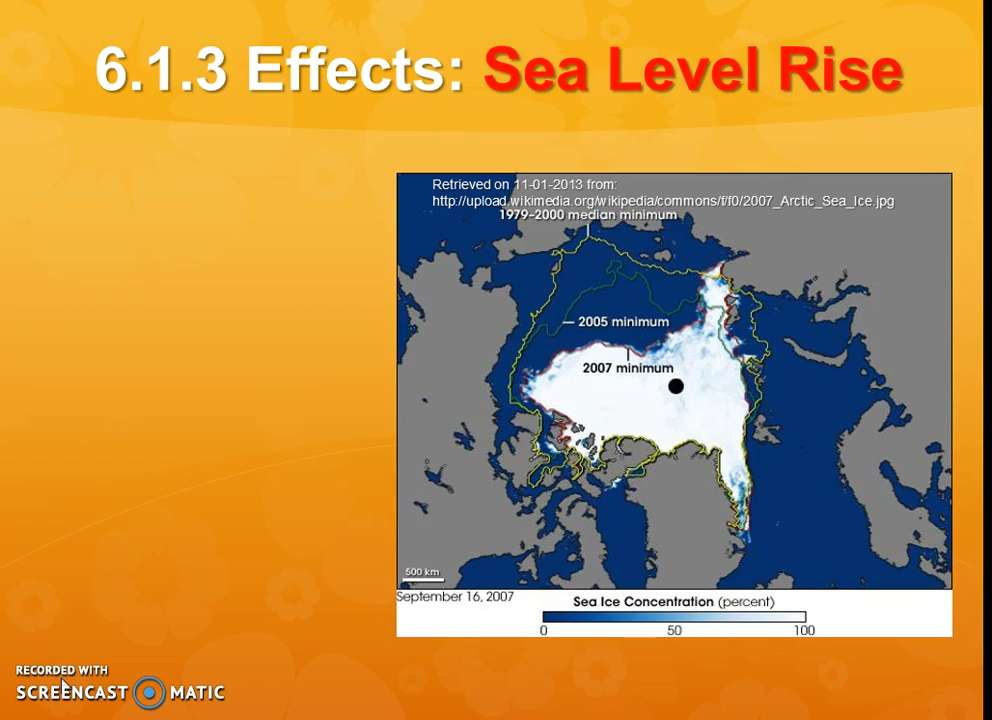 6.1.3 Effects: Sea Level Rise
Retrieved on 11-01-2013 from:
http://upload.wikimedia.org/wikipedia/commons/f/f0/2007_Arctic_Sea_Ice.jpg
1979–2000 median minimum
2005 minimum
2007 minimum
500 km
September 16, 2007
Sea Ice Concentration (percent)
0 50 100
RECORDED WITH
SCREENCAST MATIC